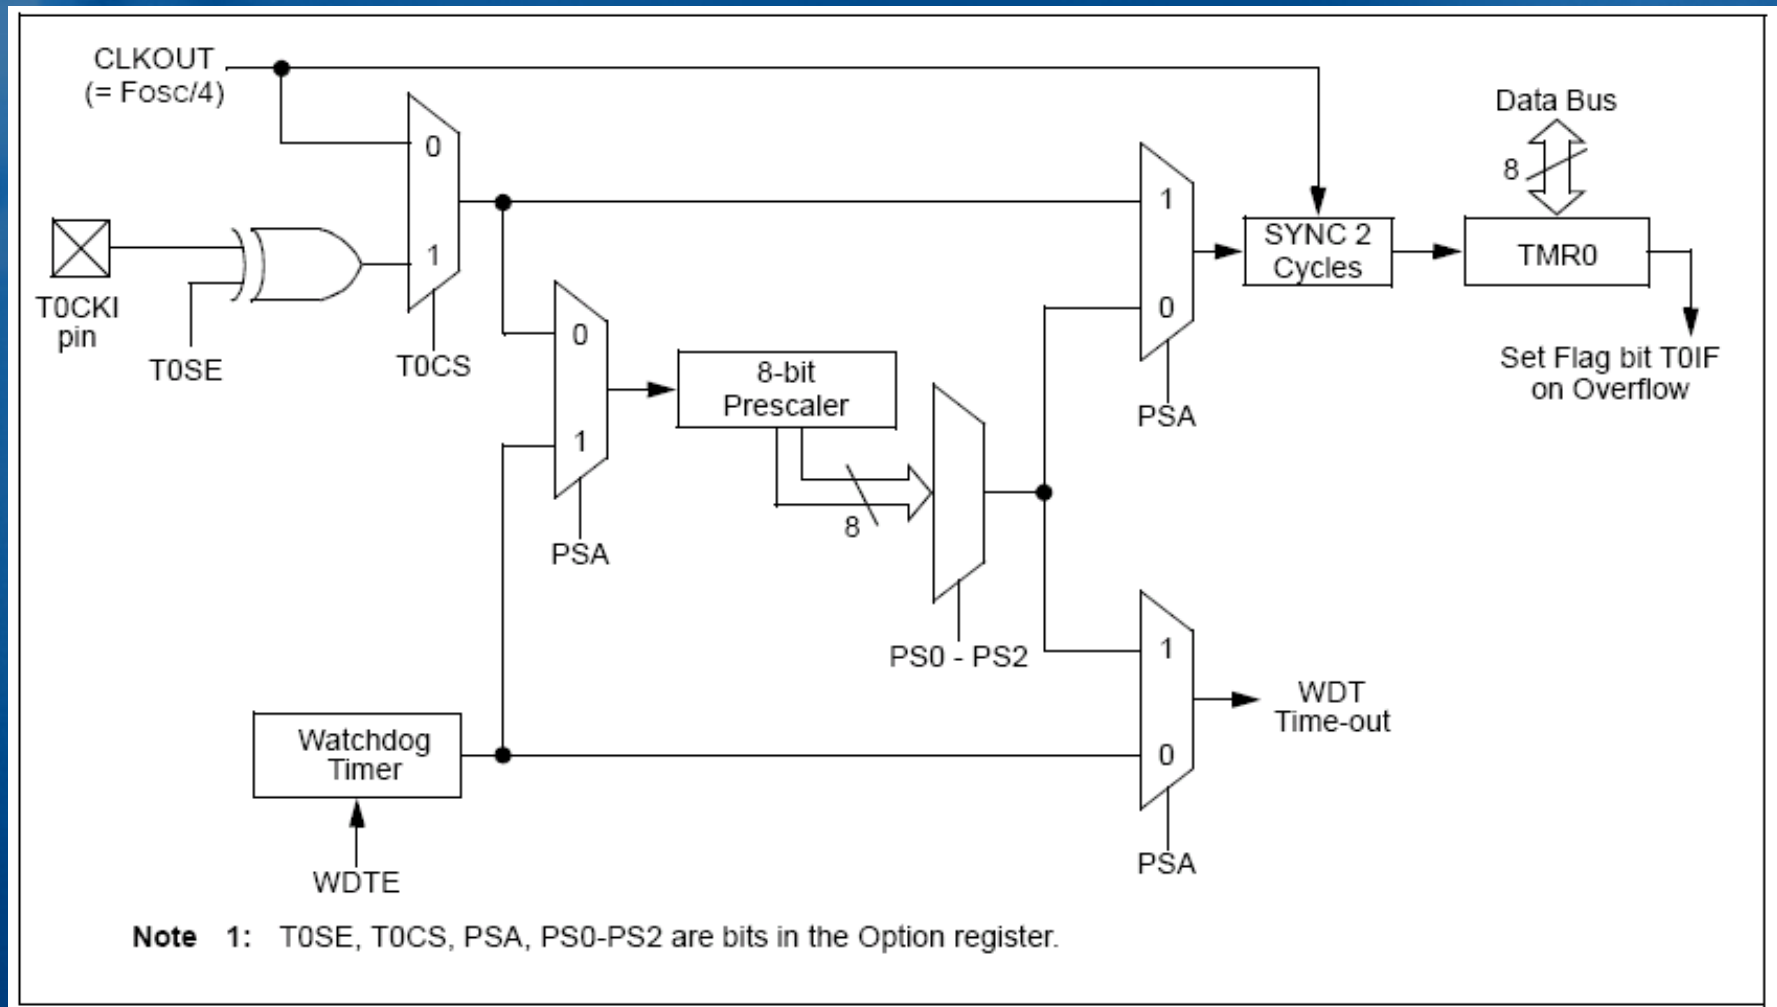 CLKOUT
(= Fosc/4)
0
1
T0CKI
pin
T0SE
T0CS
0
1
PSA
8-bit
Prescaler
8
PS0 - PS2
1
0
PSA
SYNC 2
Cycles
Data Bus
8
TMR0
Set Flag bit T0IF
on Overflow
Watchdog
Timer
WDTE
1
0
PSA
WDT
Time-out
Note 1: T0SE, T0CS, PSA, PS0-PS2 are bits in the Option register.